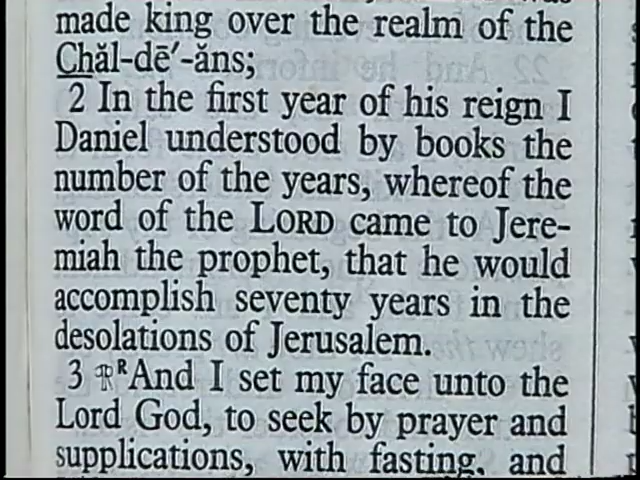 was
made king over the realm of the
Chăl-dē′-ăns;
2 In the first year of his reign I
Daniel understood by books the
number of the years, whereof the
word of the LORD came to Jere-
miah the prophet, that he would
accomplish seventy years in the
desolations of Jerusalem.
3 ᴿAnd I set my face unto the
Lord God, to seek by prayer and
supplications, with fasting, and